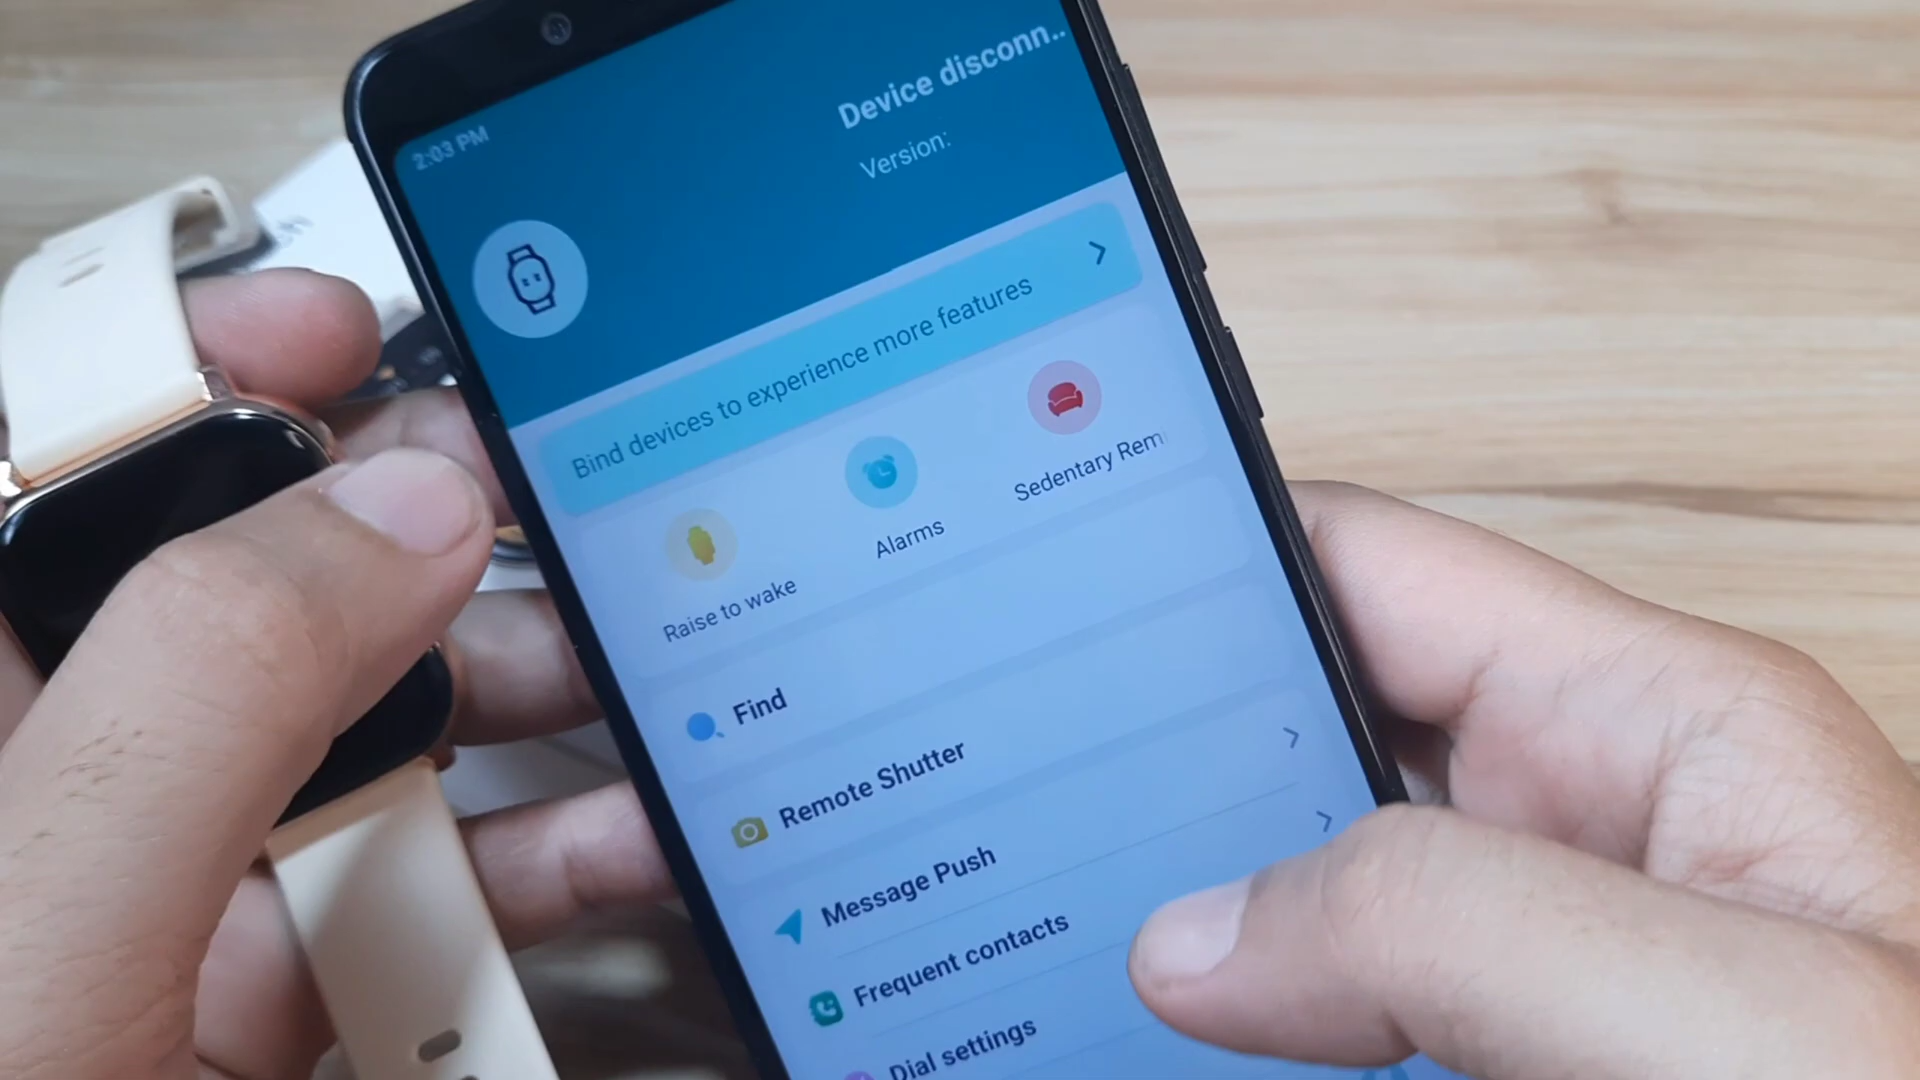 2:03 PM
Device disconn..
Version:
Bind devices to experience more features
Raise to wake
Alarms
Sedentary Rem
Find
Remote Shutter
Message Push
Frequent contacts
Dial settings